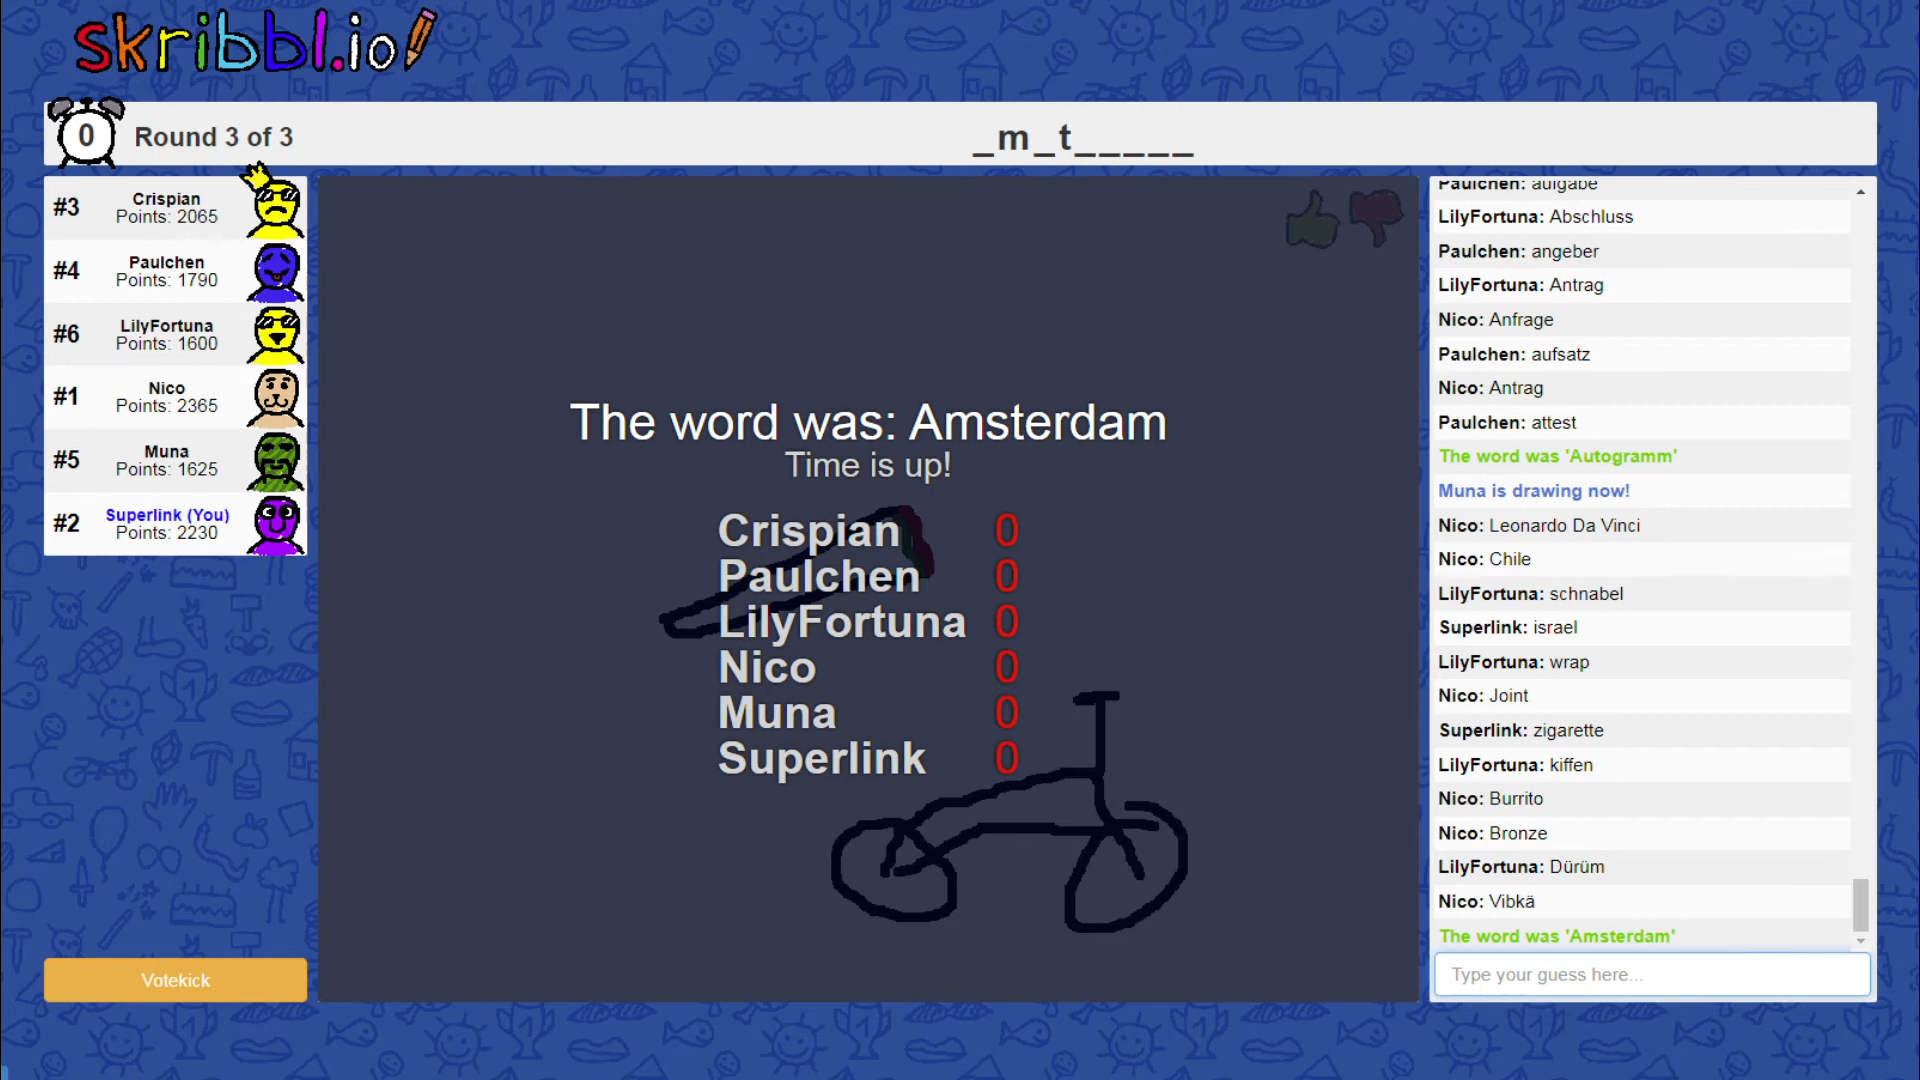 skribbl.io
0
Round 3 of 3
_m_t_____
#3
Crispian
Points: 2065
#4
Paulchen
Points: 1790
#6
LilyFortuna
Points: 1600
#1
Nico
Points: 2365
#5
Muna
Points: 1625
#2
Superlink (You)
Points: 2230
Votekick
The word was: Amsterdam
Time is up!
Crispian 0
Paulchen 0
LilyFortuna 0
Nico 0
Muna 0
Superlink 0
Paulchen: aufgabe
LilyFortuna: Abschluss
Paulchen: angeber
LilyFortuna: Antrag
Nico: Anfrage
Paulchen: aufsatz
Nico: Antrag
Paulchen: attest
The word was 'Autogramm'
Muna is drawing now!
Nico: Leonardo Da Vinci
Nico: Chile
LilyFortuna: schnabel
Superlink: israel
LilyFortuna: wrap
Nico: Joint
Superlink: zigarette
LilyFortuna: kiffen
Nico: Burrito
Nico: Bronze
LilyFortuna: Dürüm
Nico: Vibkä
The word was 'Amsterdam'
Type your guess here...